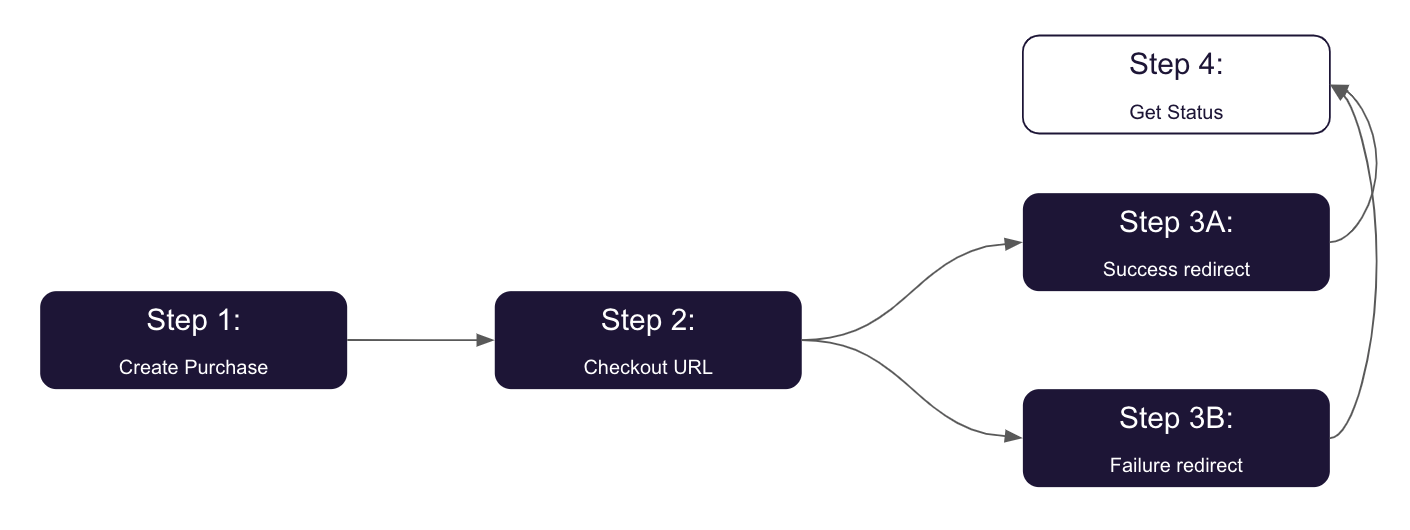 Step 1:
Create Purchase
Step 2:
Checkout URL
Step 3A:
Success redirect
Step 3B:
Failure redirect
Step 4:
Get Status